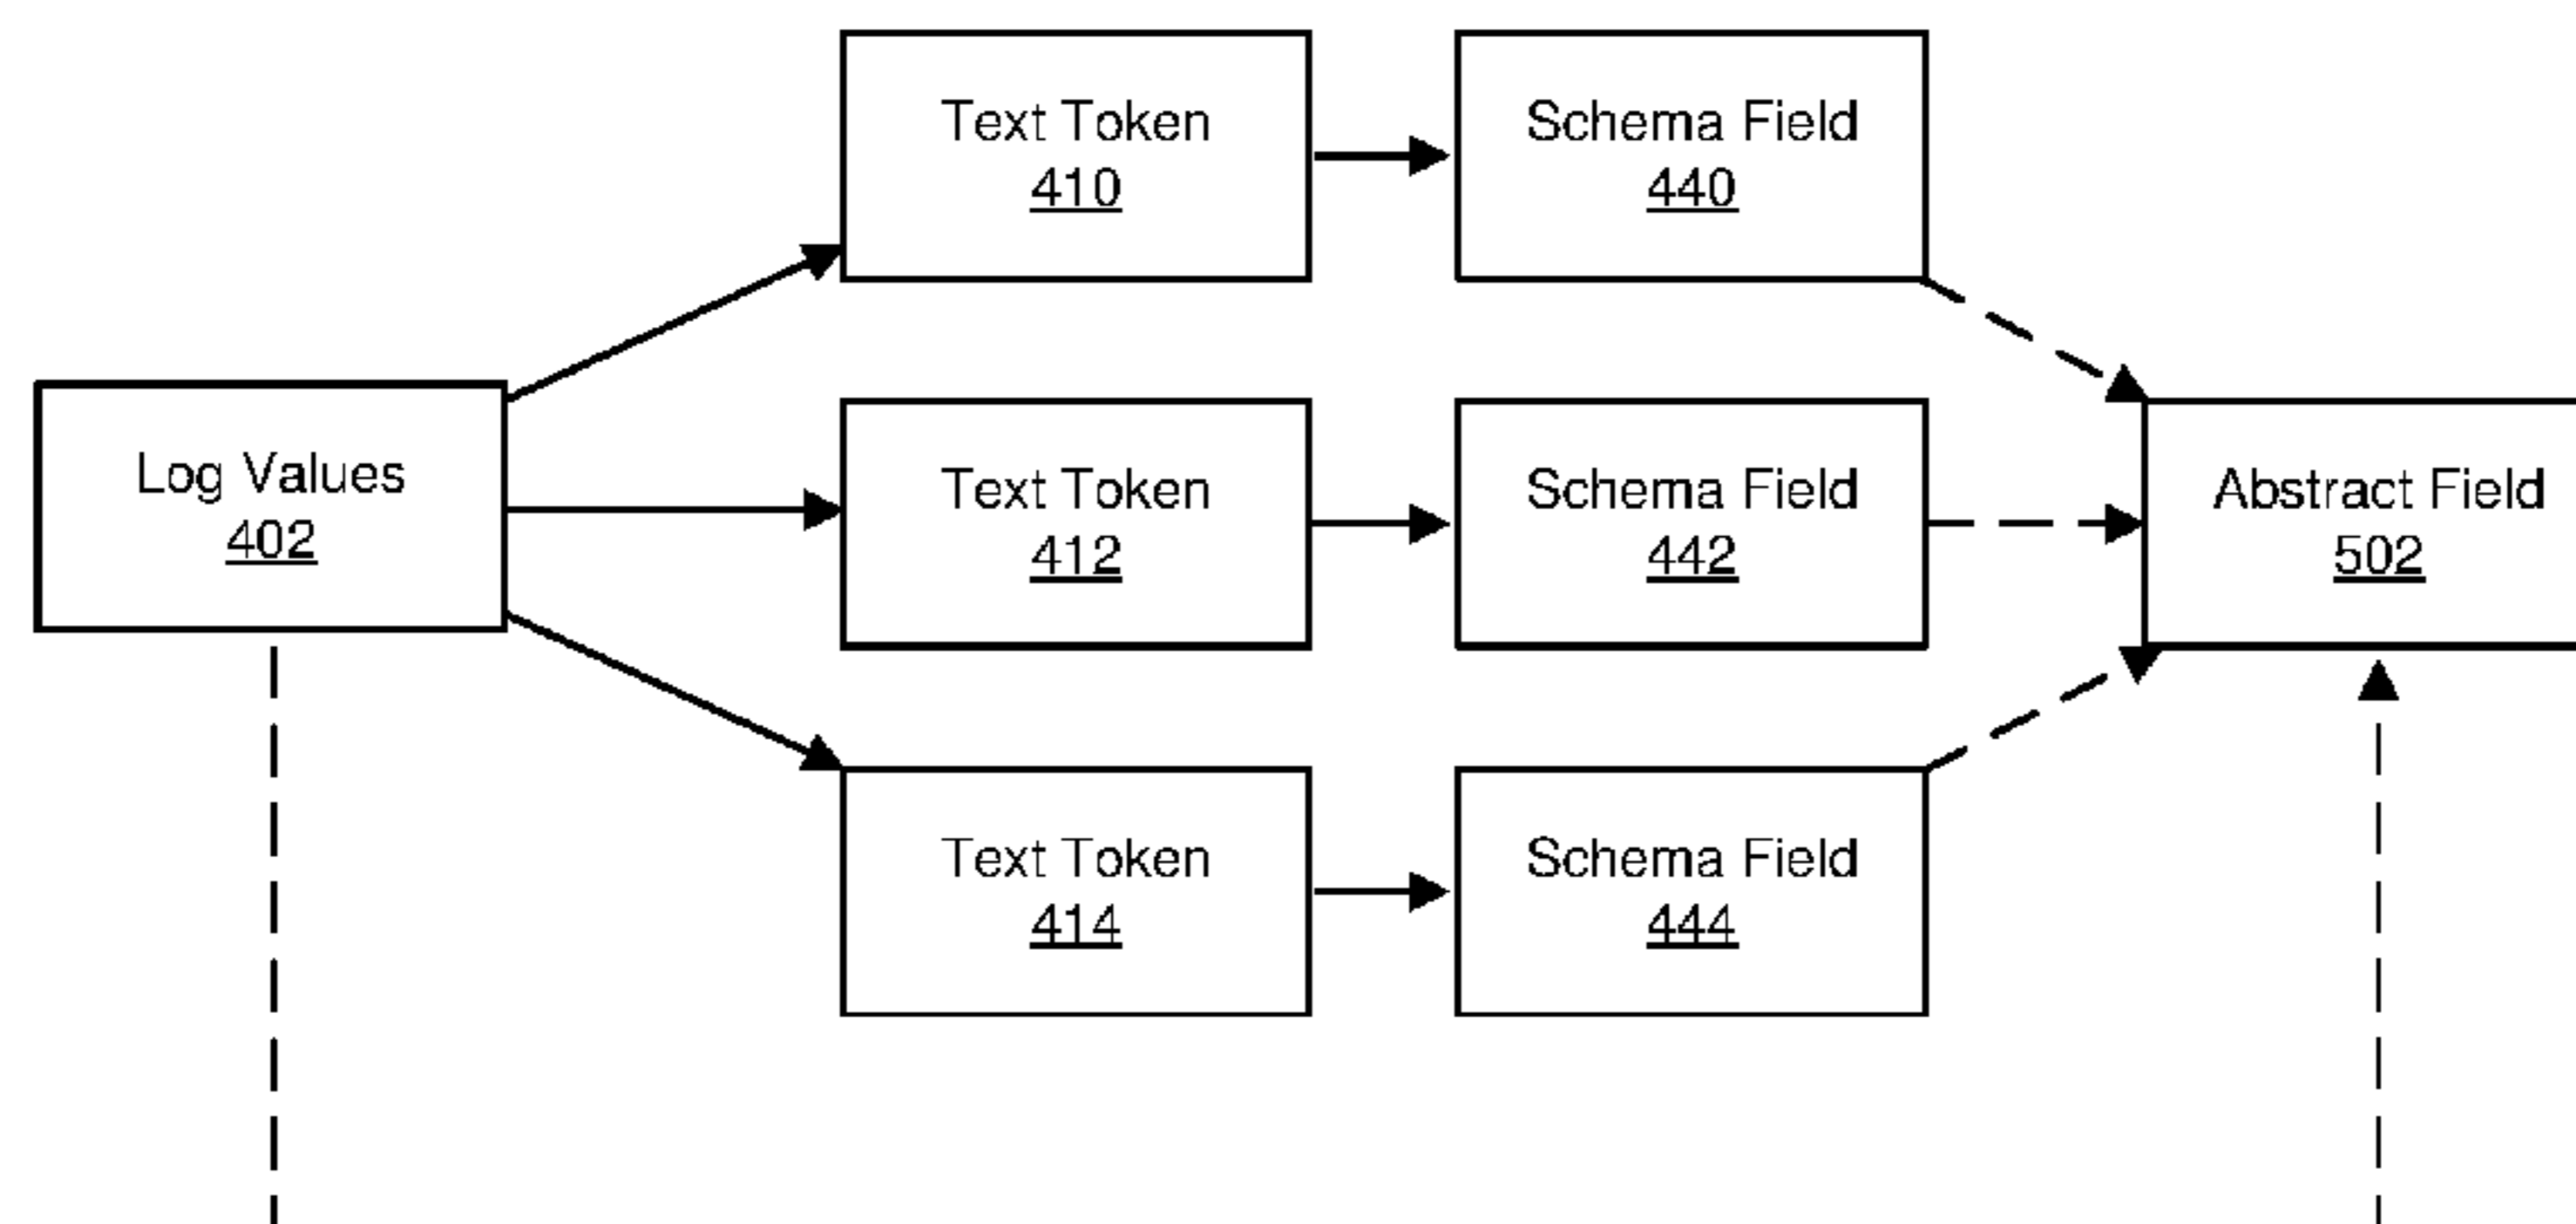 Text Token
410
Schema Field
440
Log Values
402
Text Token
412
Schema Field
442
Abstract Field
502
Text Token
414
Schema Field
444